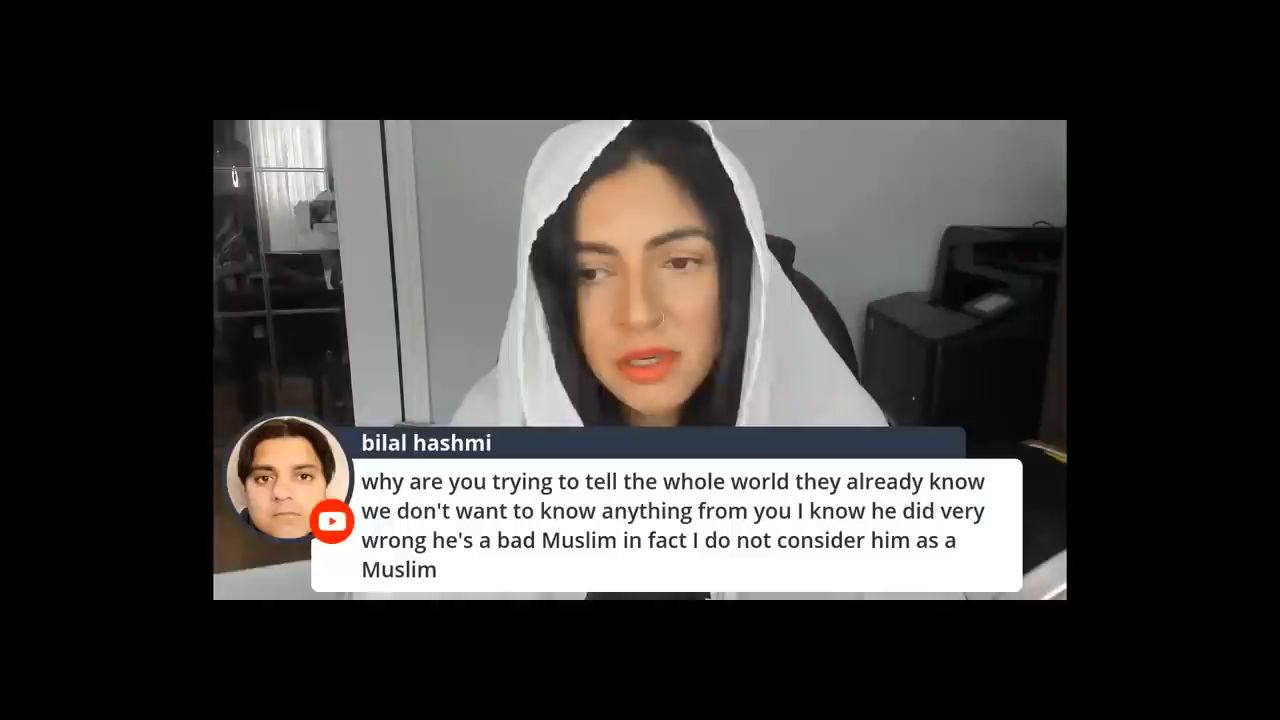 bilal hashmi
why are you trying to tell the whole world they already know
we don't want to know anything from you I know he did very
wrong he's a bad Muslim in fact I do not consider him as a
Muslim